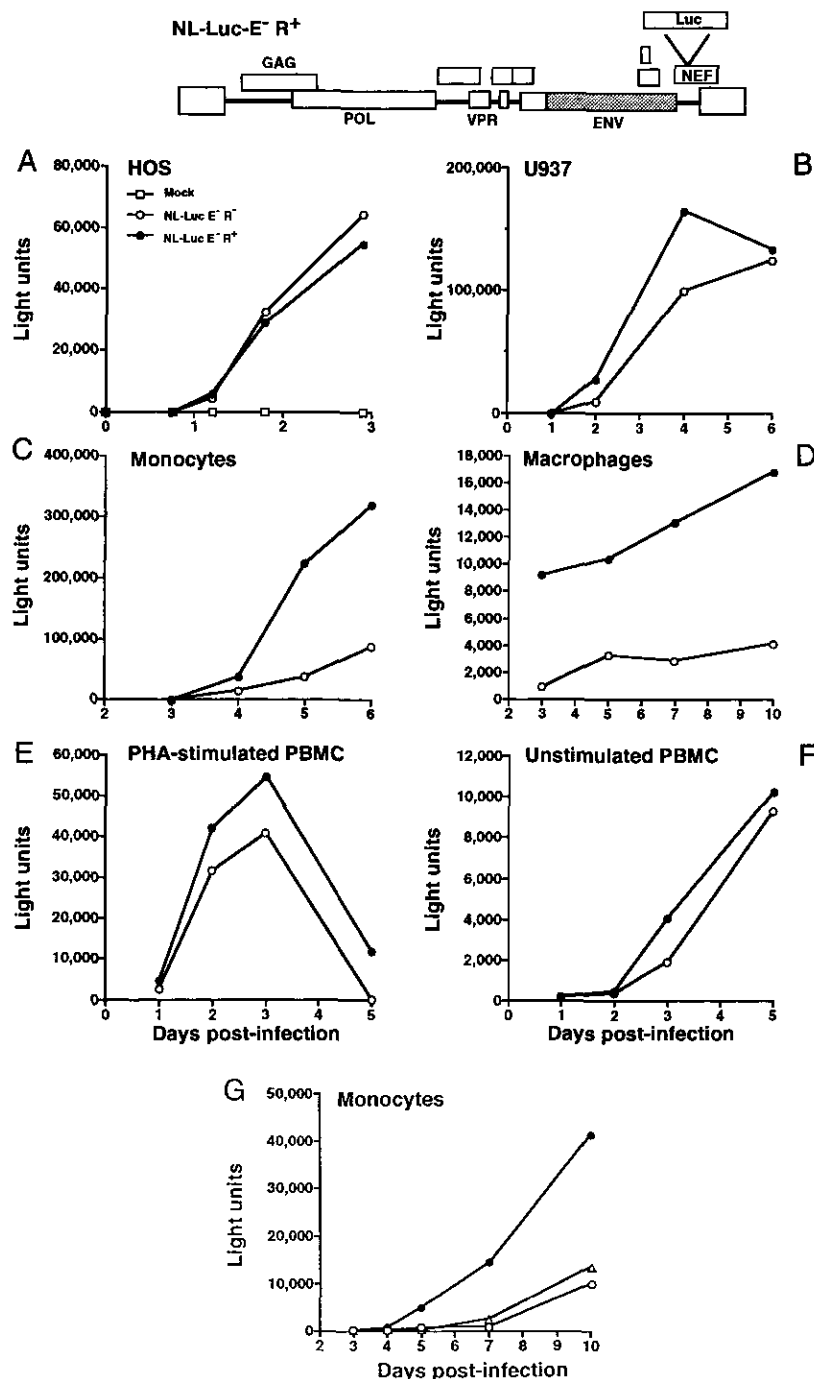 NL-Luc-E⁻ R⁺
Luc
GAG
NEF
POL
VPR
ENV
A
HOS
Mock
NL-Luc E⁻ R⁻
NL-Luc E⁻ R⁺
80,000
60,000
40,000
20,000
0
Light units
0 1 2 3
B
U937
200,000
100,000
0
Light units
0 1 2 3 4 5 6
C
Monocytes
400,000
300,000
200,000
100,000
0
Light units
2 3 4 5 6
D
Macrophages
18,000
16,000
14,000
12,000
10,000
8,000
6,000
4,000
2,000
0
Light units
2 3 4 5 6 7 8 9 10
E
PHA-stimulated PBMC
60,000
50,000
40,000
30,000
20,000
10,000
0
Light units
0 1 2 3 4 5
Days post-infection
F
Unstimulated PBMC
12,000
10,000
8,000
6,000
4,000
2,000
0
Light units
0 1 2 3 4 5
Days post-infection
G
Monocytes
50,000
40,000
30,000
20,000
10,000
0
Light units
2 3 4 5 6 7 8 9 10
Days post-infection